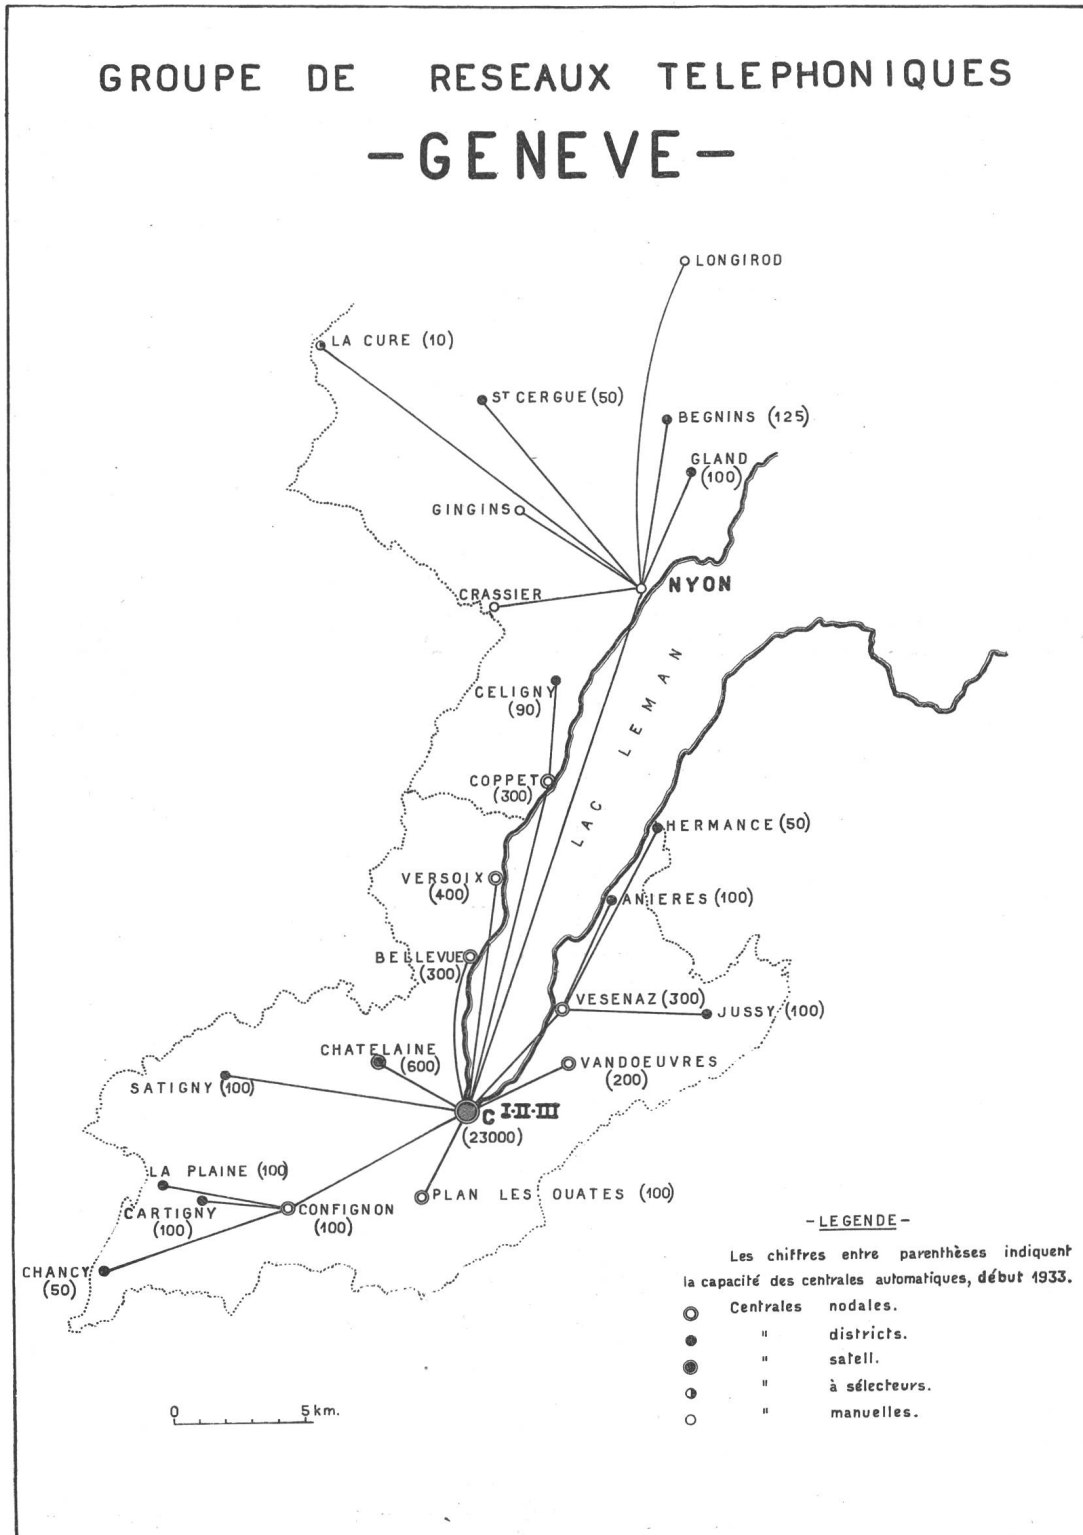 GROUPE DE RESEAUX TELEPHONIQUES
-GENEVE-
LONGIROD
LA CURE (10)
ST CERGUE (50)
BEGNINS (125)
GLAND
(100)
GINGINS
NYON
CRASSIER
CELIGNY
(90)
LAC LEMAN
COPPET
(300)
HERMANCE (50)
VERSOIX
(400)
ANIERES (100)
BELLEVUE
(300)
VESENAZ (300)
JUSSY (100)
CHATELAINE
(600)
VANDOEUVRES
(200)
SATIGNY (100)
C I-II-III
(23000)
LA PLAINE (100)
PLAN LES OUATES (100)
CARTIGNY
(100)
CONFIGNON
(100)
CHANCY
(50)
-LEGENDE-
Les chiffres entre parenthèses indiquent
la capacité des centrales automatiques, début 1933.
Centrales nodales.
" districts.
" satell.
" à sélecteurs.
" manuelles.
0 5 km.